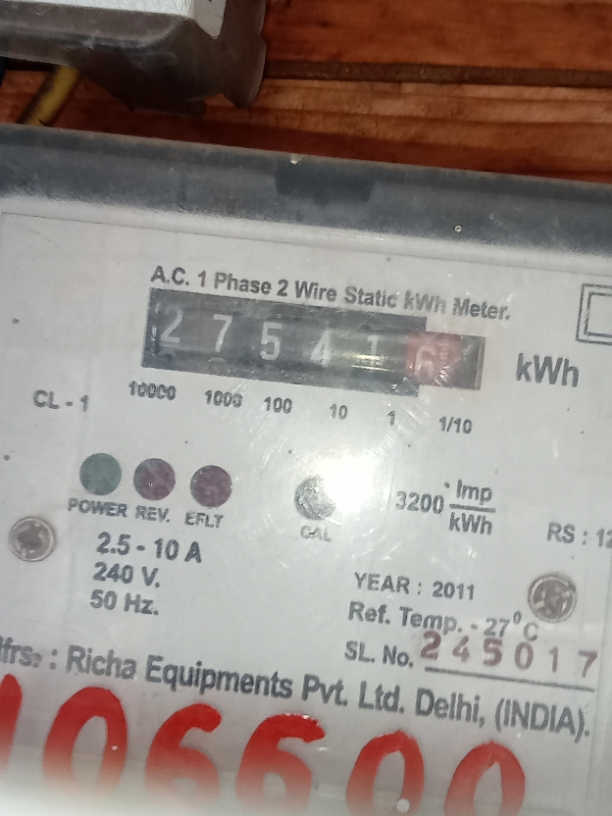 A.C. 1 Phase 2 Wire Static kWh Meter.
2 7 5 4 1 6 kWh
10000 1000 100 10 1 1/10
CL - 1
POWER REV. EFLT
CAL
3200 Imp/kWh
RS : 12
2.5 - 10 A
240 V.
50 Hz.
YEAR : 2011
Ref. Temp. - 27°C
SL. No. 245017
Mfrs. : Richa Equipments Pvt. Ltd. Delhi, (INDIA).
106600